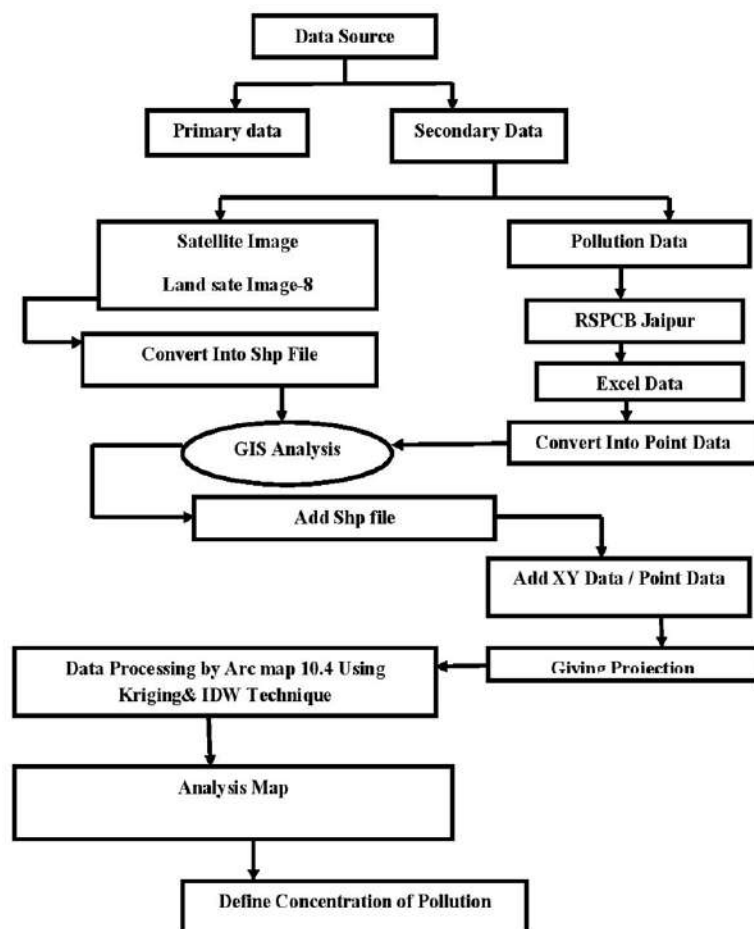 Data Source
Primary data
Secondary Data
Satellite Image
Land sate Image-8
Pollution Data
RSPCB Jaipur
Convert Into Shp File
Excel Data
GIS Analysis
Convert Into Point Data
Add Shp file
Add XY Data / Point Data
Giving Projection
Data Processing by Arc map 10.4 Using
Kriging& IDW Technique
Analysis Map
Define Concentration of Pollution